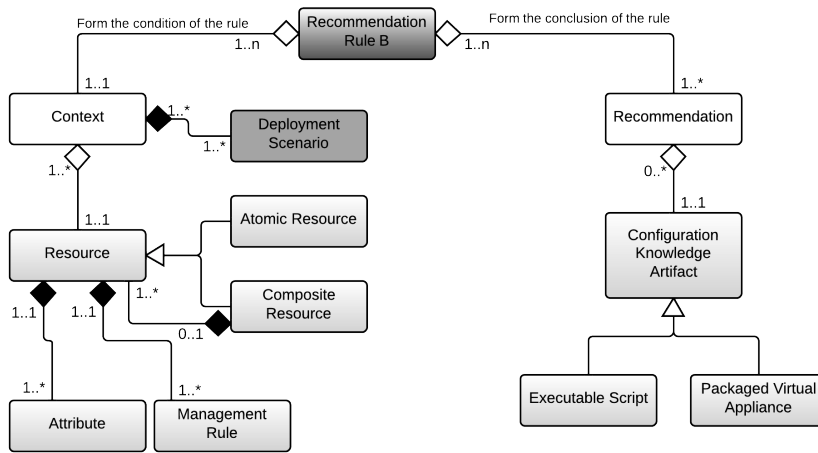 Form the condition of the rule
Recommendation
Rule B
Form the conclusion of the rule
1..n
1..n
1..1
1..*
Context
1..*
1..*
Deployment
Scenario
Recommendation
1..*
0..*
1..1
1..1
Resource
Atomic Resource
Configuration
Knowledge
Artifact
1..*
Composite
Resource
1..1
1..1
0..1
1..*
1..*
Attribute
Management
Rule
Executable Script
Packaged Virtual
Appliance